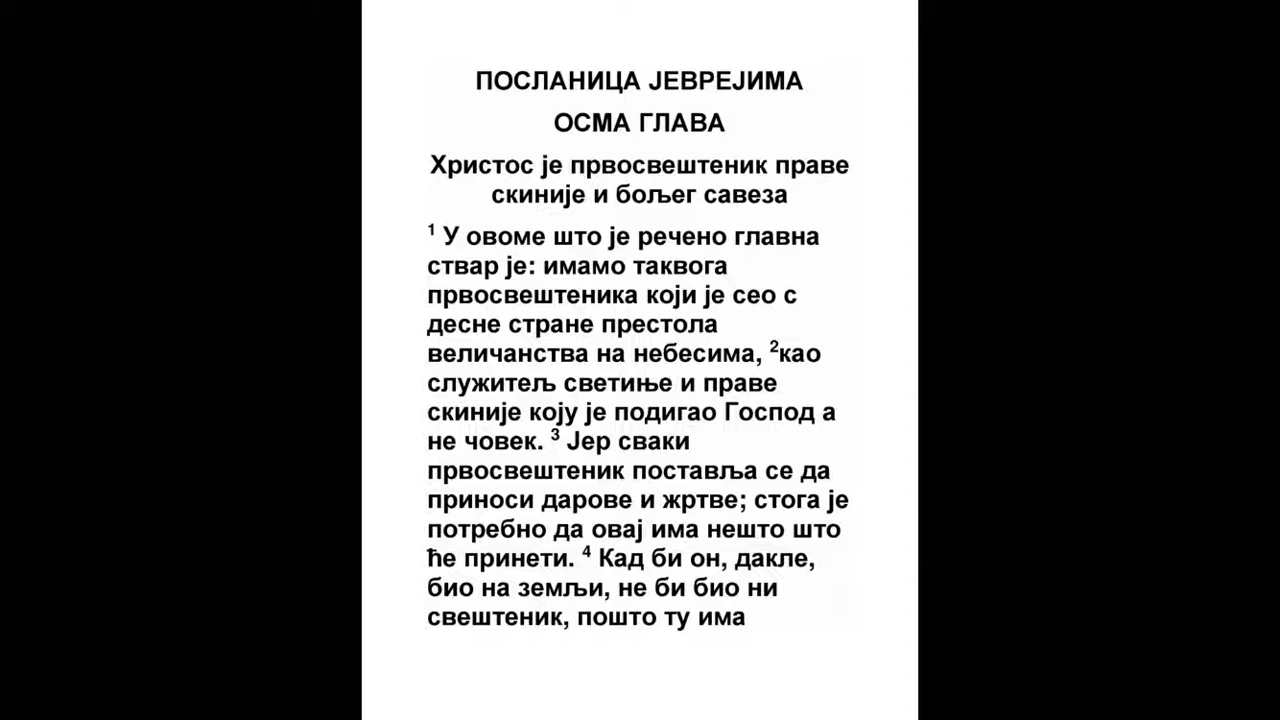 ПОСЛАНИЦА ЈЕВРЕЈИМА
ОСМА ГЛАВА
Христос је првосвештеник праве
скиније и бољег савеза
1 У овоме што је речено главна
ствар је: имамо таквога
првосвештеника који је сео с
десне стране престола
величанства на небесима, 2као
служитељ светиње и праве
скиније коју је подигао Господ а
не човек. 3 Јер сваки
првосвештеник поставља се да
приноси дарове и жртве; стога је
потребно да овај има нешто што
ће принети. 4 Кад би он, дакле,
био на земљи, не би био ни
свештеник, пошто ту има